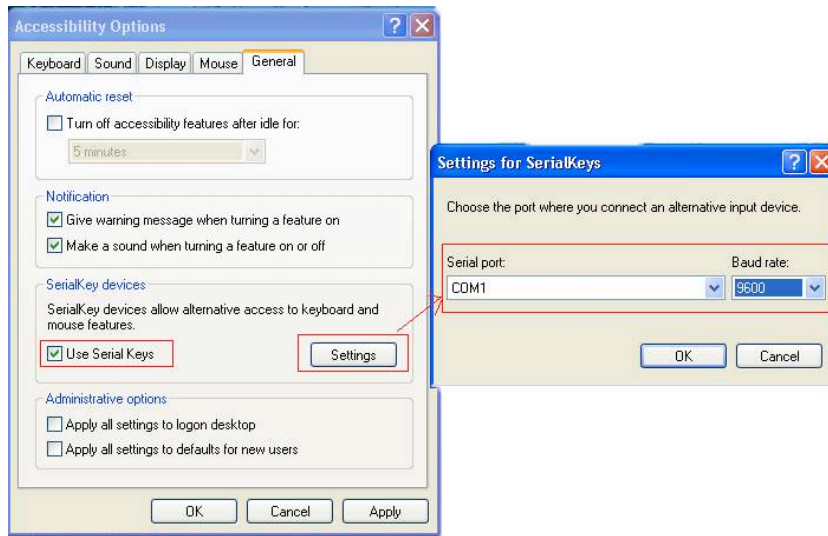 Accessibility Options
Keyboard Sound Display Mouse General
Automatic reset
Turn off accessibility features after idle for:
5 minutes
Notification
Give warning message when turning a feature on
Make a sound when turning a feature on or off
SerialKey devices
SerialKey devices allow alternative access to keyboard and
mouse features.
Use Serial Keys
Settings
Administrative options
Apply all settings to logon desktop
Apply all settings to defaults for new users
OK Cancel Apply
Settings for SerialKeys
Choose the port where you connect an alternative input device.
Serial port: Baud rate:
COM1 9600
OK Cancel